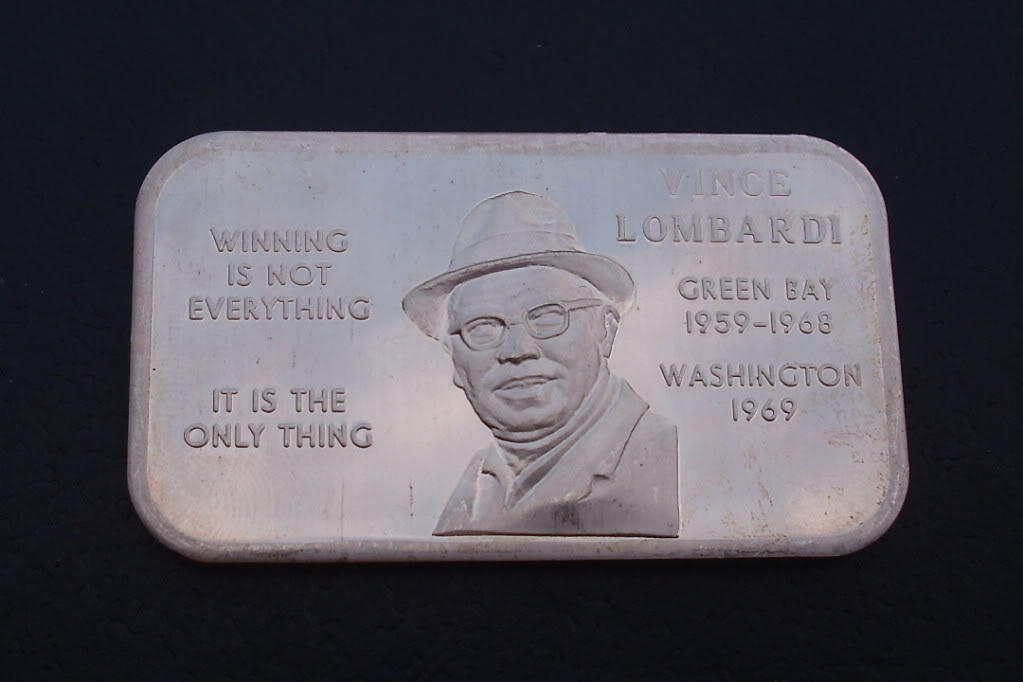 WINNING
IS NOT
EVERYTHING
IT IS THE
ONLY THING
VINCE
LOMBARDI
GREEN BAY
1959-1968
WASHINGTON
1969